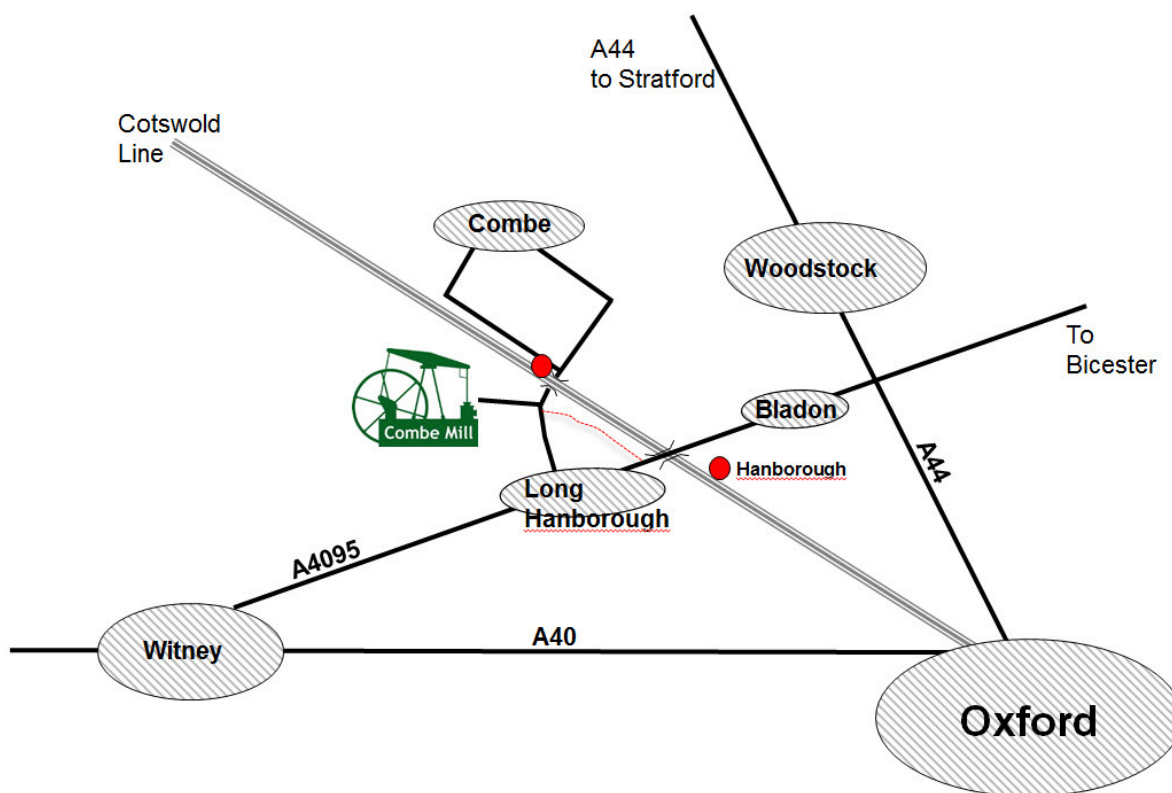 A44
to Stratford
Cotswold
Line
Combe
Woodstock
To
Bicester
Combe Mill
Bladon
A44
Hanborough
Long
Hanborough
A4095
A40
Witney
Oxford